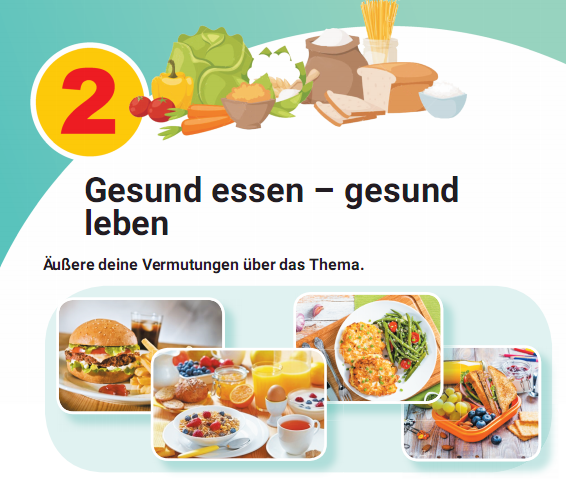 2
Gesund essen – gesund
leben
Äußere deine Vermutungen über das Thema.